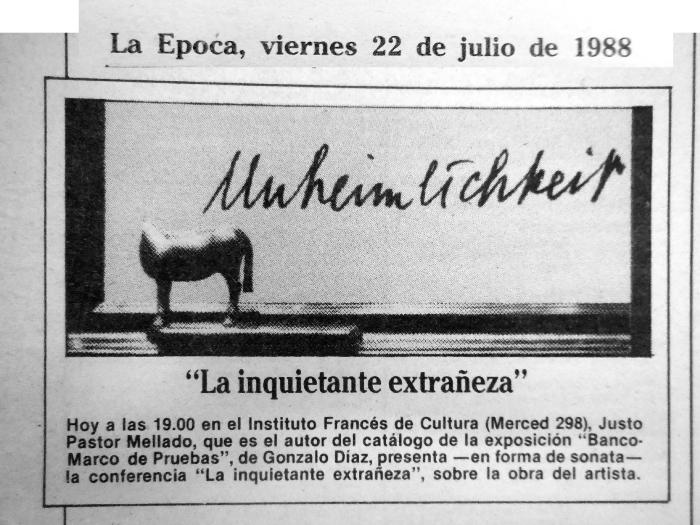 La Epoca, viernes 22 de julio de 1988
Unheimlichkeit
“La inquietante extrañeza”
Hoy a las 19.00 en el Instituto Francés de Cultura (Merced 298), Justo
Pastor Mellado, que es el autor del catálogo de la exposición “Banco-
Marco de Pruebas”, de Gonzalo Díaz, presenta —en forma de sonata—
la conferencia “La inquietante extrañeza”, sobre la obra del artista.